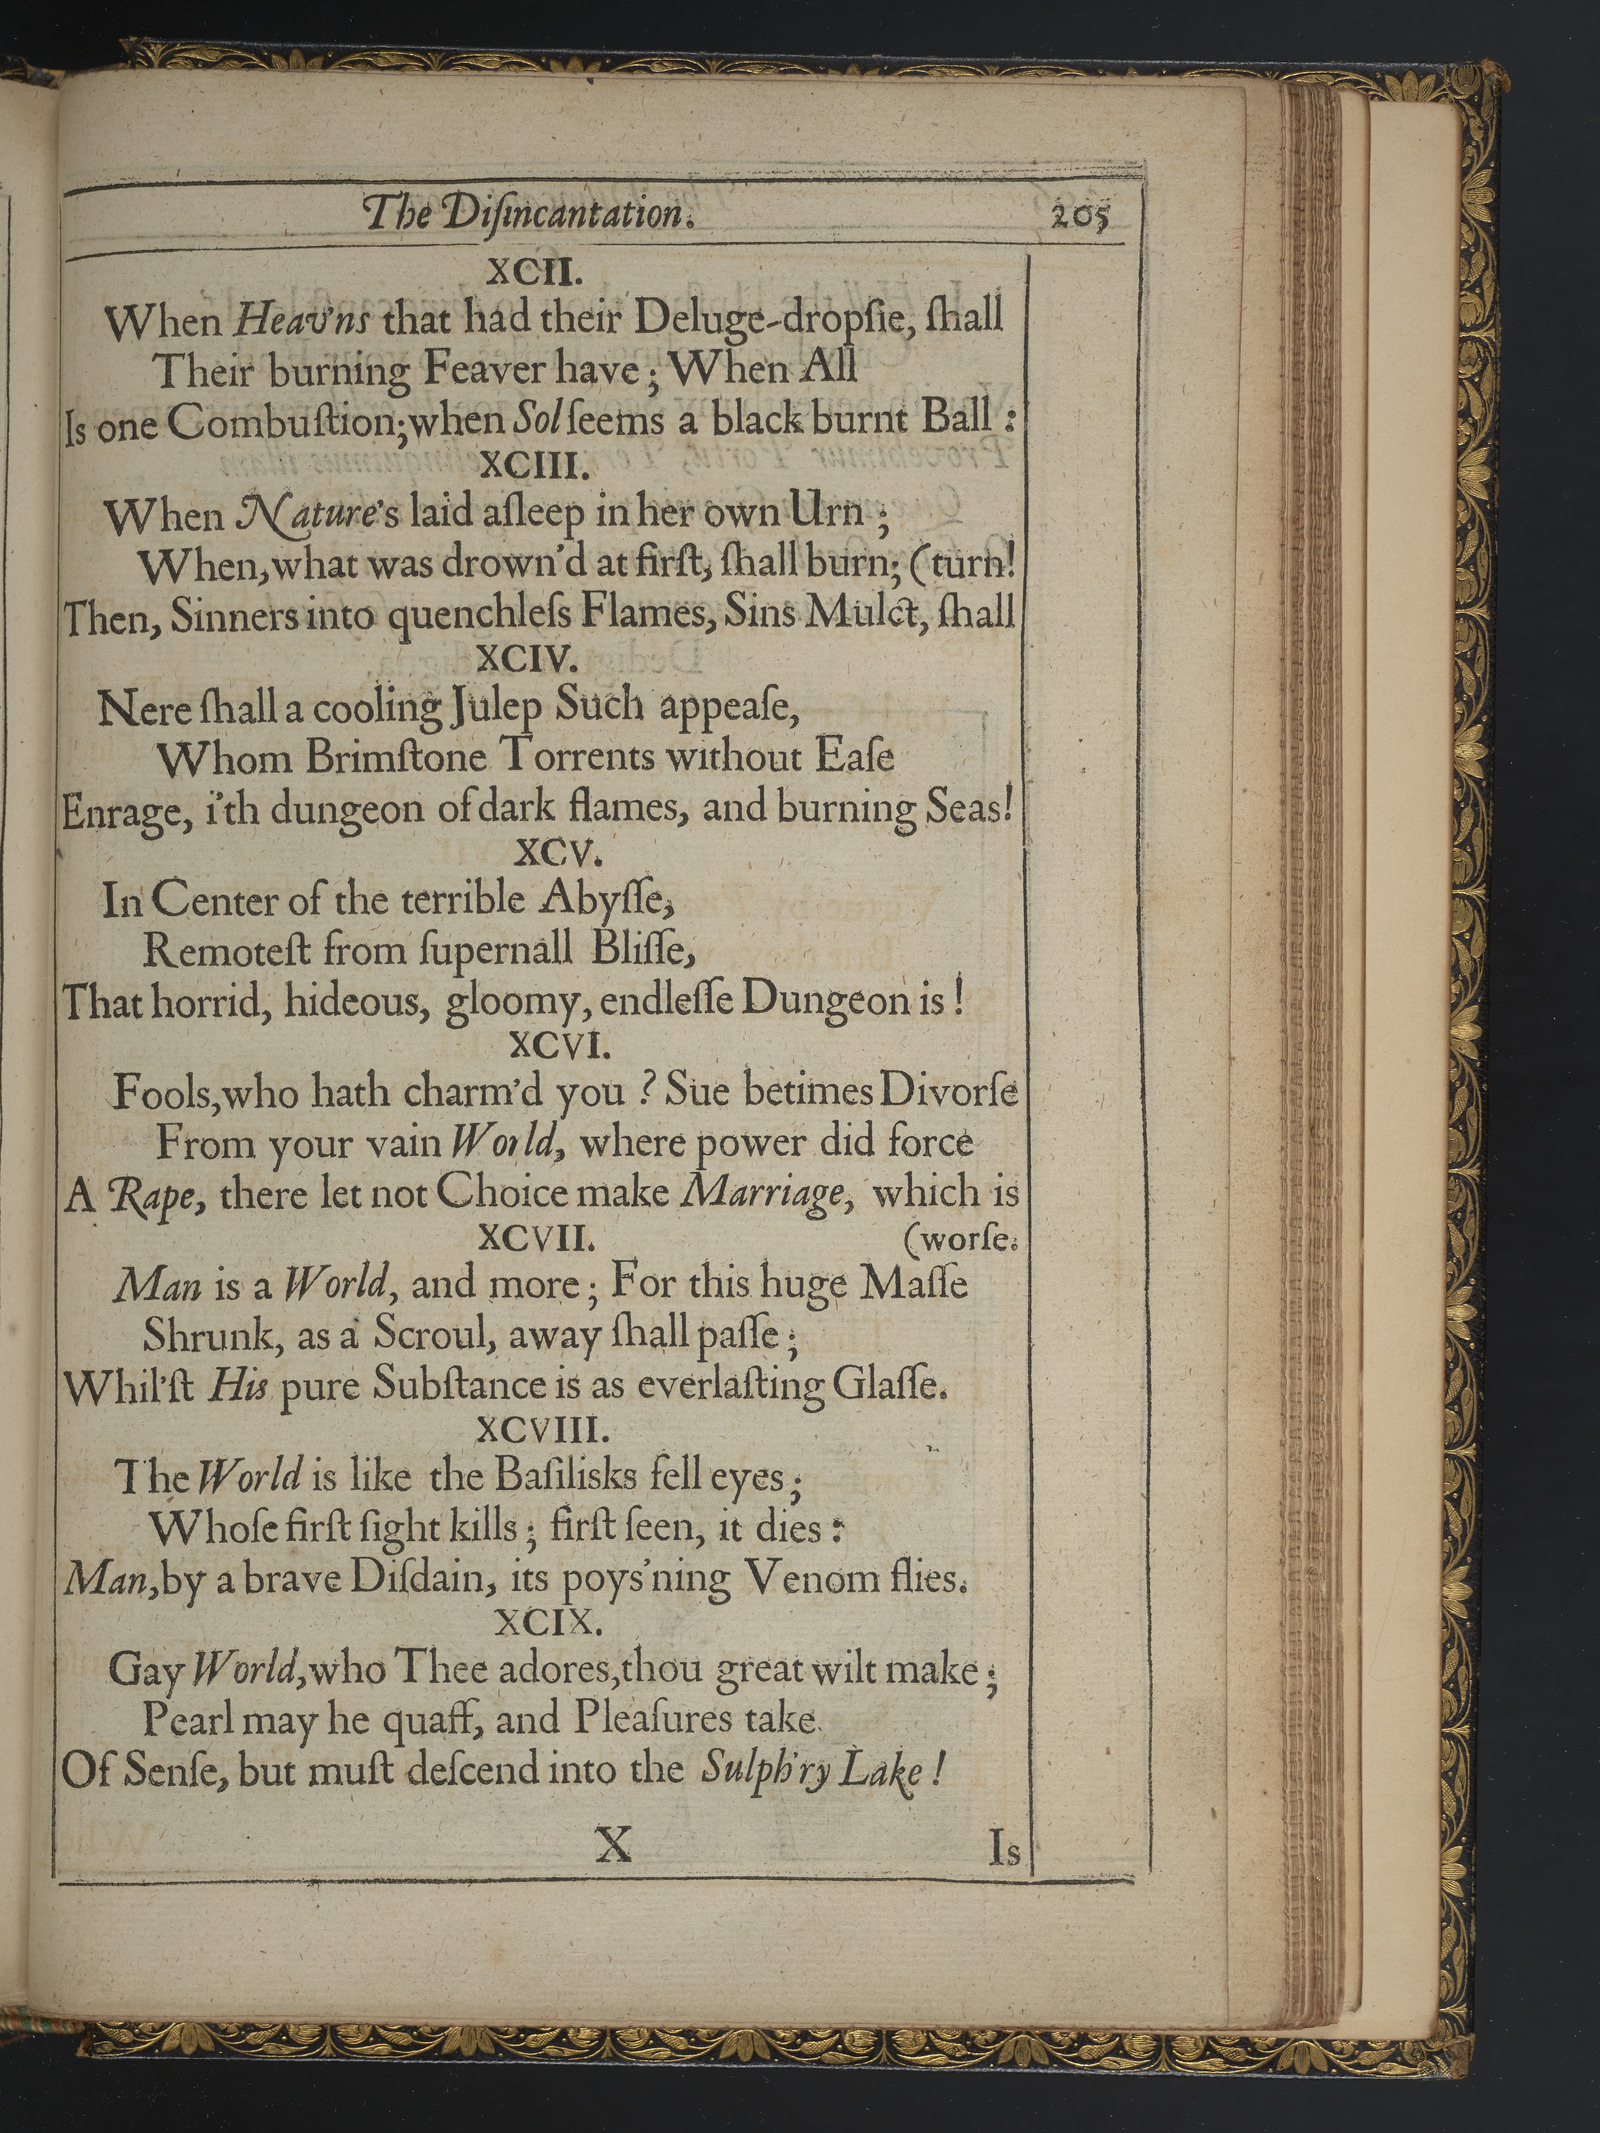 The Diſincantation. 205
XCII.
When Heav'ns that had their Deluge-dropſie, ſhall
Their burning Feaver have; When All
Is one Combuſtion;when Sol ſeems a black burnt Ball :
XCIII.
When Nature's laid aſleep in her own Urn ;
When,what was drown'd at firſt, ſhall burn; (turn!
Then, Sinners into quenchleſs Flames, Sins Mulct, ſhall
XCIV.
Nere ſhall a cooling Julep Such appeaſe,
Whom Brimſtone Torrents without Eaſe
Enrage, i'th dungeon of dark flames, and burning Seas!
XCV.
In Center of the terrible Abyſſe,
Remoteſt from ſupernall Bliſſe,
That horrid, hideous, gloomy, endleſſe Dungeon is !
XCVI.
Fools,who hath charm'd you ? Sue betimes Divorſe
From your vain World, where power did force
A Rape, there let not Choice make Marriage, which is
XCVII. (worſe.
Man is a World, and more ; For this huge Maſſe
Shrunk, as a Scroul, away ſhall paſſe ;
Whil'ſt His pure Subſtance is as everlaſting Glaſſe.
XCVIII.
The World is like the Baſilisks fell eyes ;
Whoſe firſt ſight kills ; firſt ſeen, it dies :
Man,by a brave Diſdain, its poys'ning Venom flies.
XCIX.
Gay World,who Thee adores,thou great wilt make ;
Pearl may he quaff, and Pleaſures take
Of Senſe, but muſt deſcend into the Sulph'ry Lake !
X Is